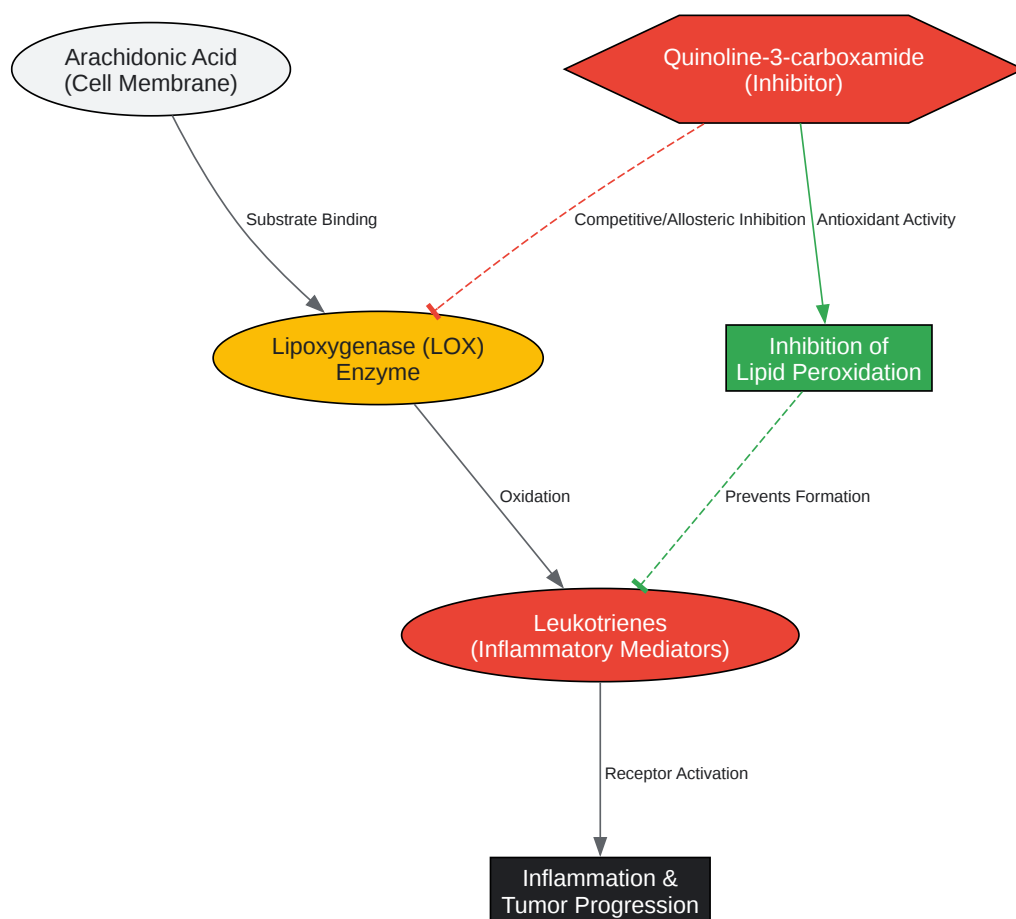 Arachidonic Acid
(Cell Membrane)
Quinoline-3-carboxamide
(Inhibitor)
Substrate Binding
Competitive/Allosteric Inhibition
Antioxidant Activity
Lipoxygenase (LOX)
Enzyme
Inhibition of
Lipid Peroxidation
Oxidation
Prevents Formation
Leukotrienes
(Inflammatory Mediators)
Receptor Activation
Inflammation &
Tumor Progression